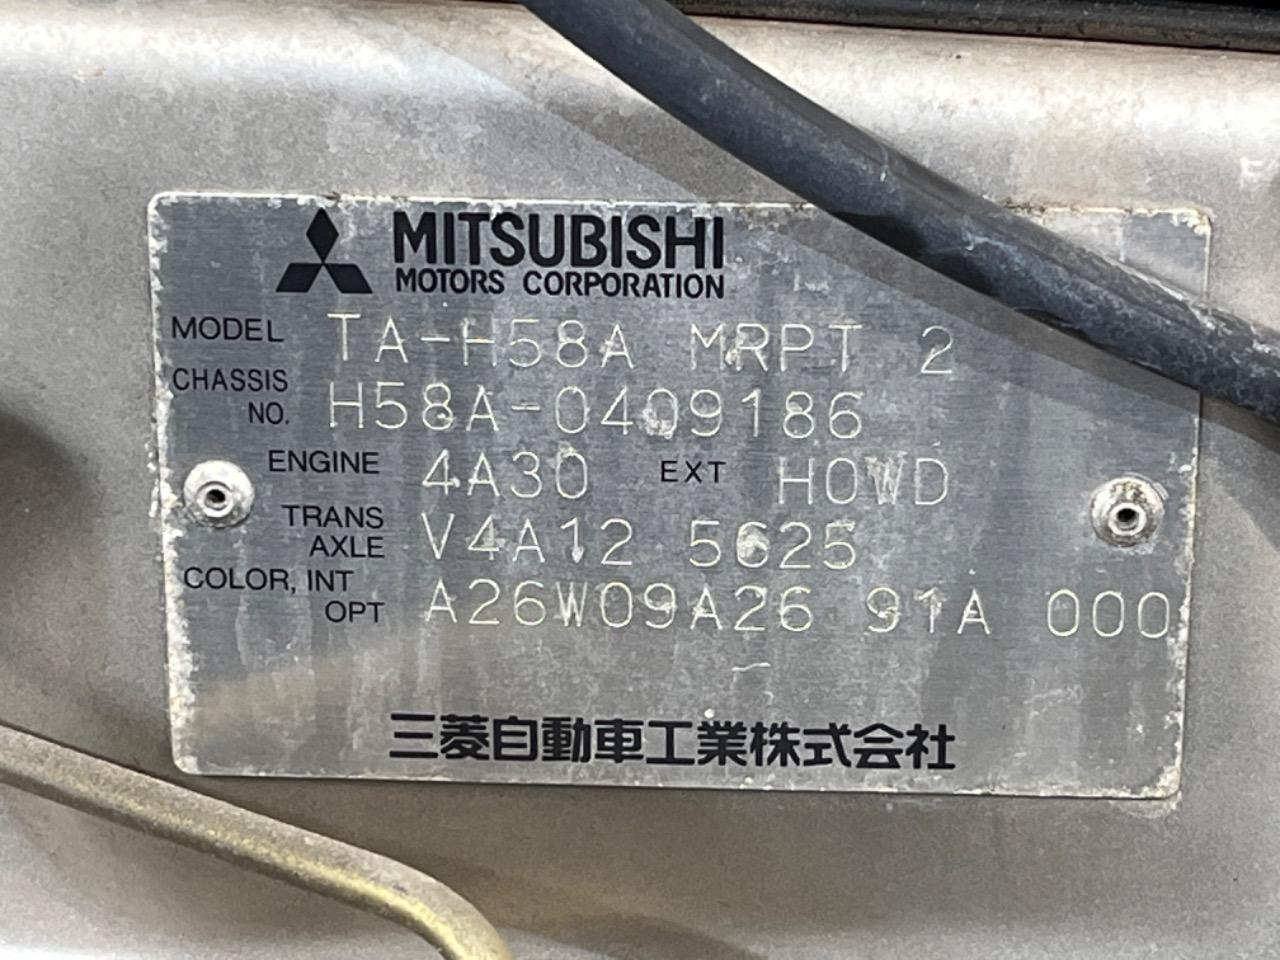 MITSUBISHI
MOTORS CORPORATION
MODEL TA-H58A MRPT 2
CHASSIS NO. H58A-0409186
ENGINE 4A30 EXT H0WD
TRANS AXLE V4A12 5625
COLOR, INT OPT A26W09A26 91A 000
三菱自動車工業株式会社